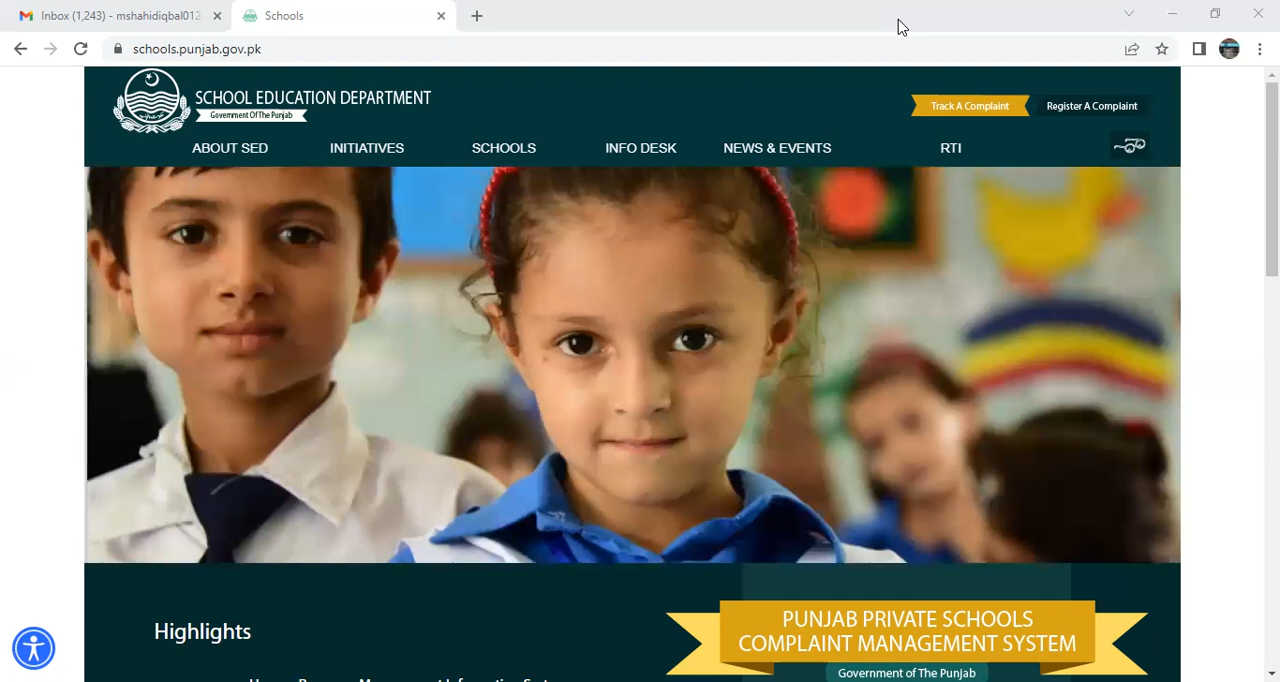 Inbox (1,243) - mshahidiqbal012
Schools
schools.punjab.gov.pk
SCHOOL EDUCATION DEPARTMENT
Government Of The Punjab
Track A Complaint
Register A Complaint
ABOUT SED
INITIATIVES
SCHOOLS
INFO DESK
NEWS & EVENTS
RTI
Highlights
PUNJAB PRIVATE SCHOOLS
COMPLAINT MANAGEMENT SYSTEM
Government of The Punjab